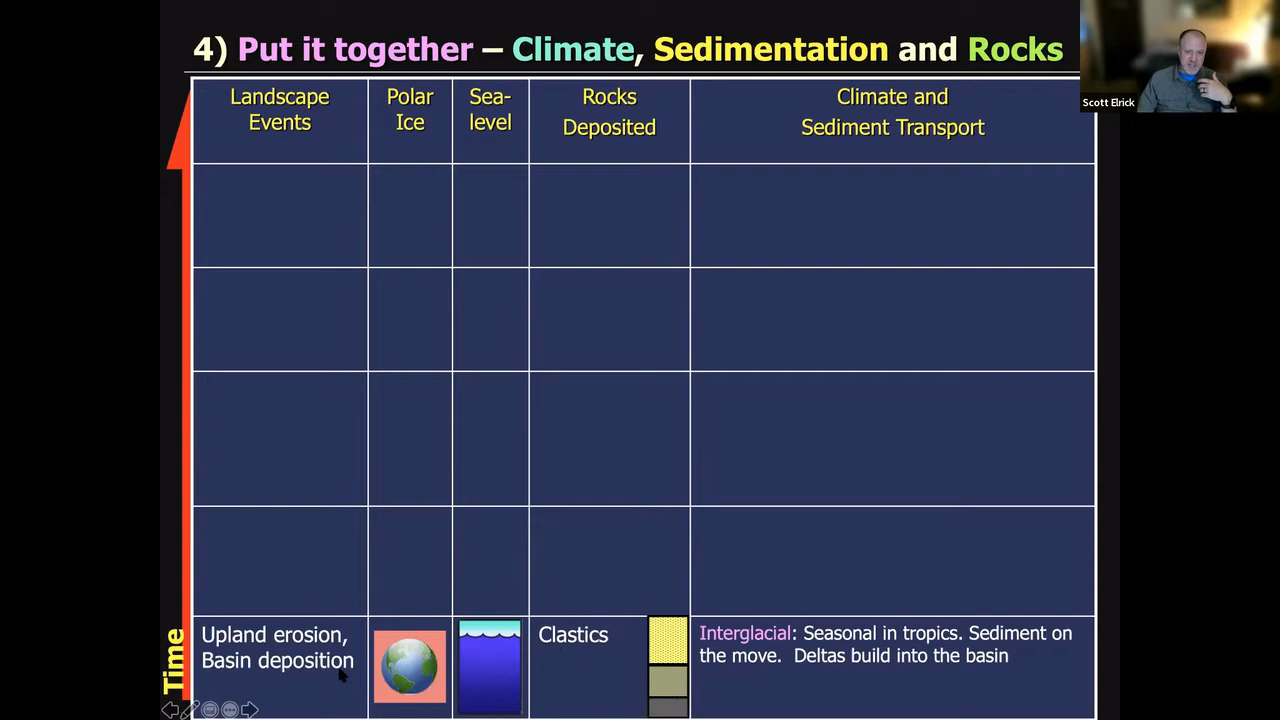 4) Put it together – Climate, Sedimentation and Rocks
Scott Elrick
Landscape
Events
Polar
Ice
Sea-
level
Rocks
Deposited
Climate and
Sediment Transport
Time
Upland erosion,
Basin deposition
Clastics
Interglacial: Seasonal in tropics. Sediment on
the move. Deltas build into the basin